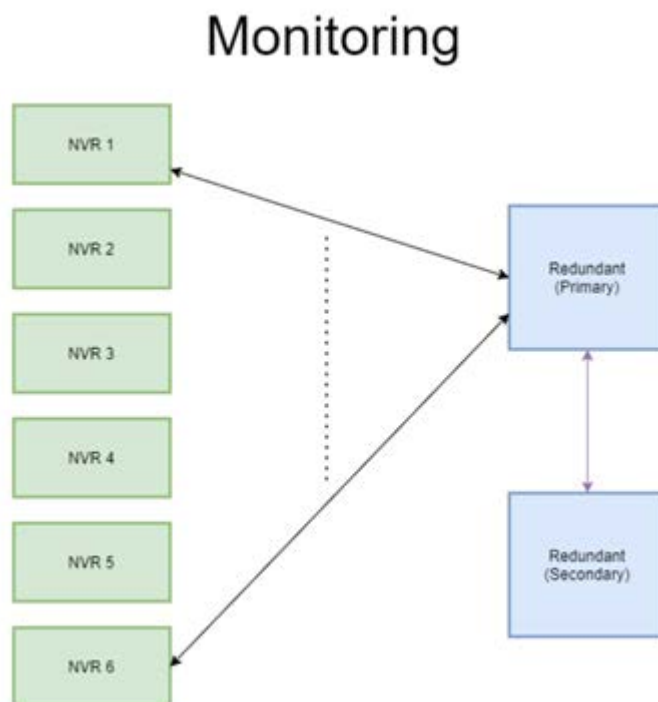 Monitoring
NVR 1
NVR 2
NVR 3
NVR 4
NVR 5
NVR 6
Redundant
(Primary)
Redundant
(Secondary)